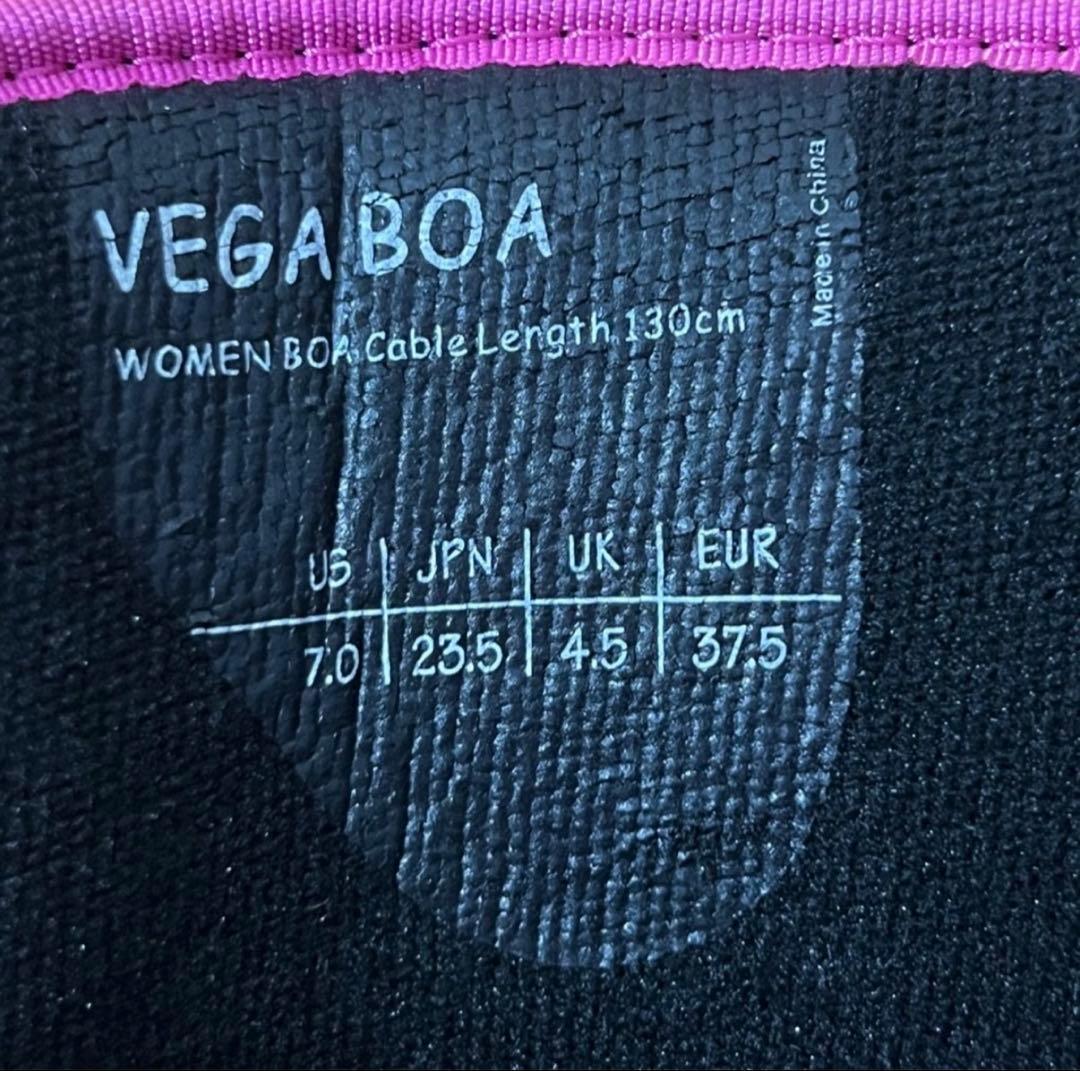 VEGA BOA
WOMEN BOA Cable Length 130cm
Made in China
US | JPN | UK | EUR
7.0 | 23.5 | 4.5 | 37.5